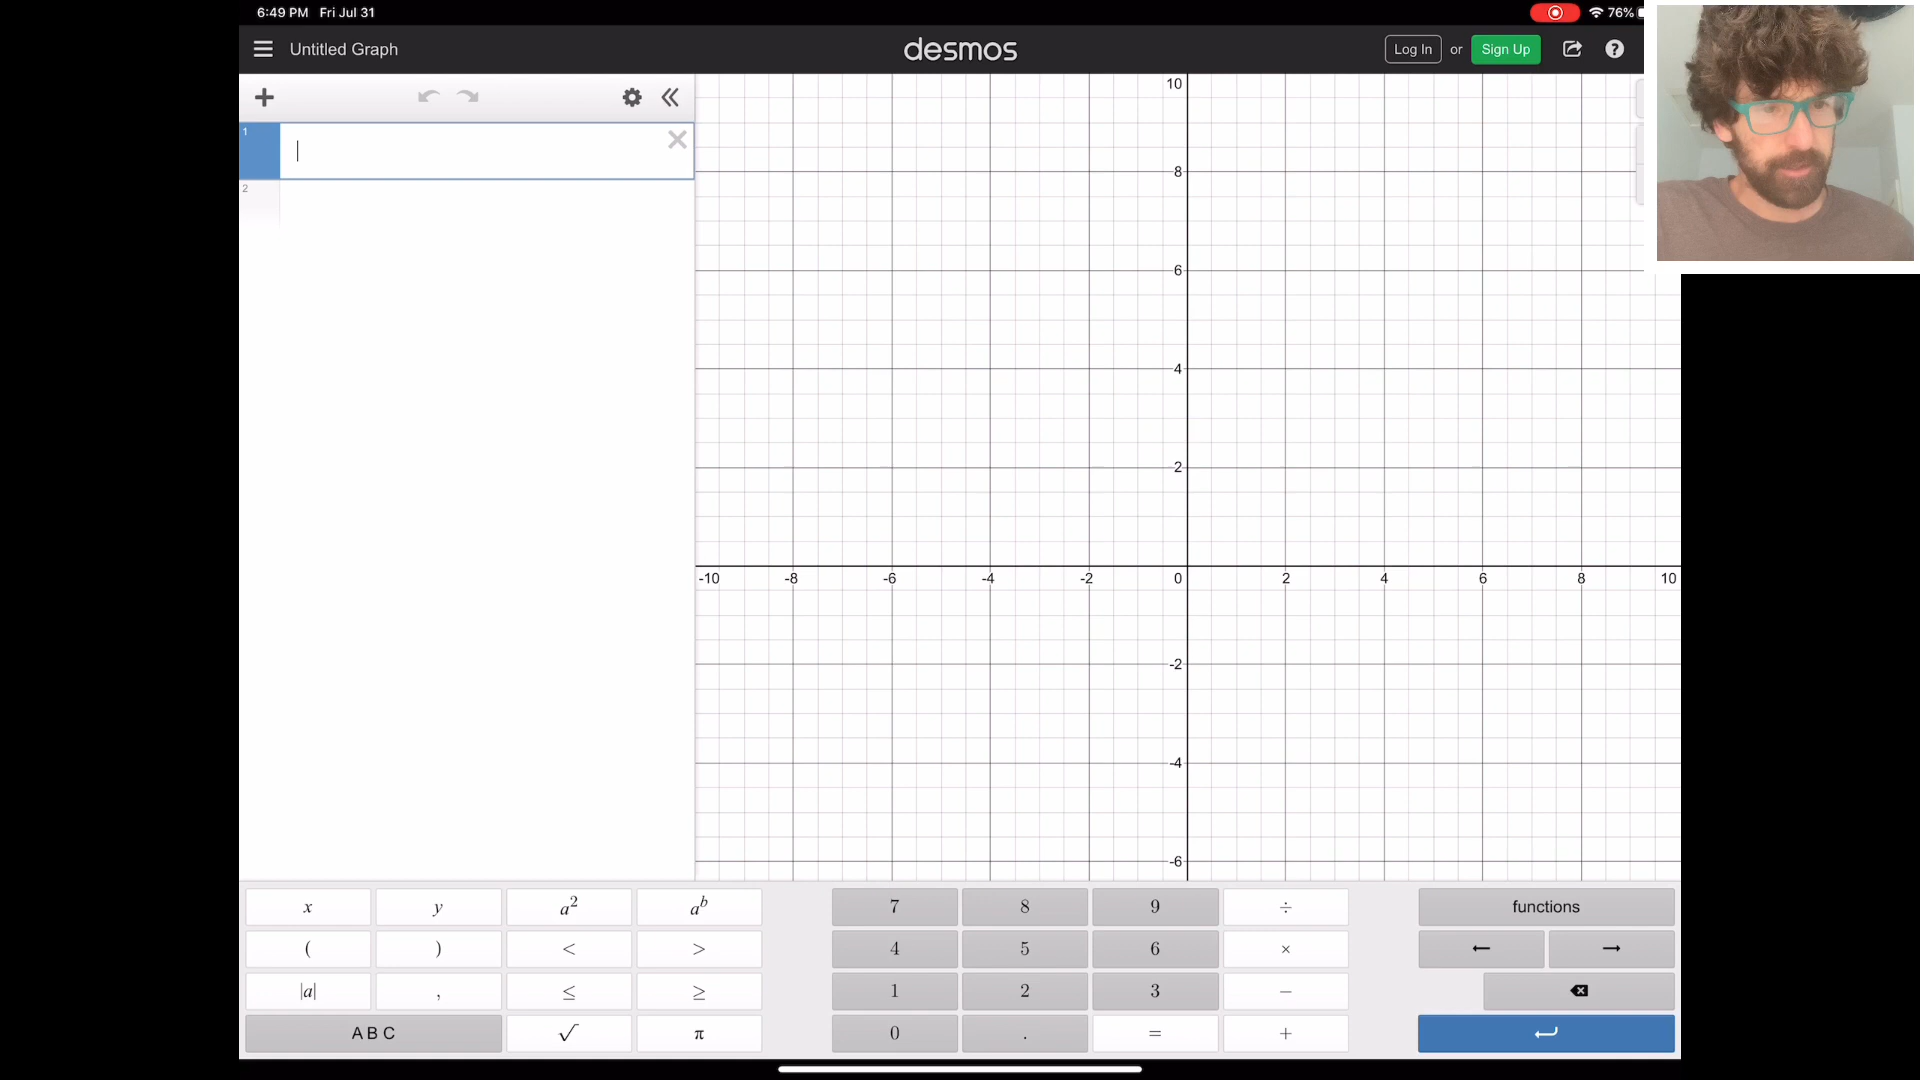 6:49 PM Fri Jul 31
76%
Untitled Graph
desmos
Log In or Sign Up
?
1
2
10
8
6
4
2
-10 -8 -6 -4 -2 0 2 4 6 8 10
-2
-4
-6
x y a² aᵇ 7 8 9 ÷ functions
( ) < > 4 5 6 × ← →
|a| , ≤ ≥ 1 2 3 −
A B C √ π 0 . = +